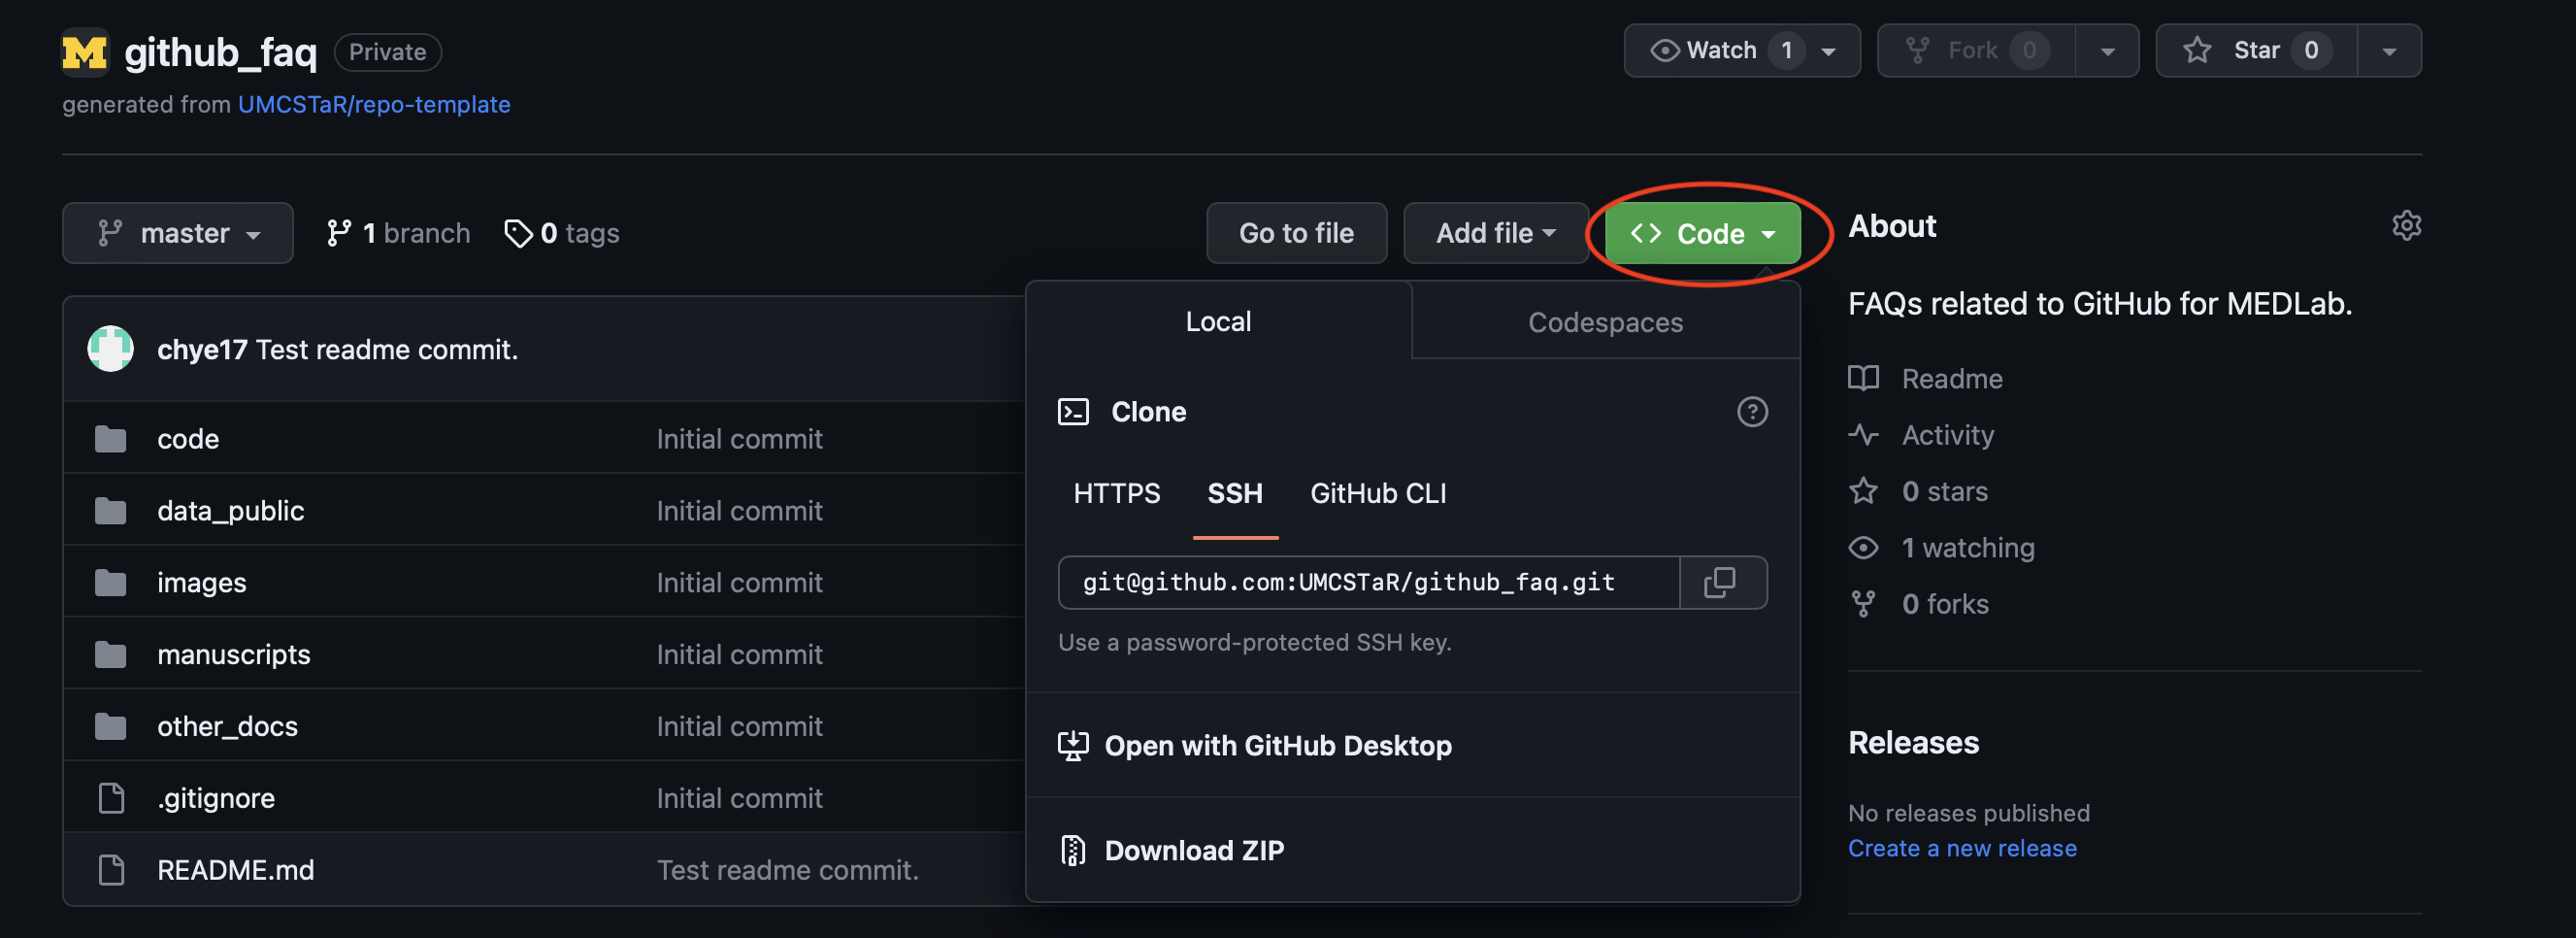 M github_faq Private Watch 1 Fork 0 Star 0
generated from UMCSTaR/repo-template
master 1 branch 0 tags Go to file Add file <> Code
About
FAQs related to GitHub for MEDLab.
Readme
Activity
0 stars
1 watching
0 forks
Releases
No releases published
Create a new release
chye17 Test readme commit.
code Initial commit
data_public Initial commit
images Initial commit
manuscripts Initial commit
other_docs Initial commit
.gitignore Initial commit
README.md Test readme commit.
Local Codespaces
Clone
HTTPS SSH GitHub CLI
git@github.com:UMCSTaR/github_faq.git
Use a password-protected SSH key.
Open with GitHub Desktop
Download ZIP